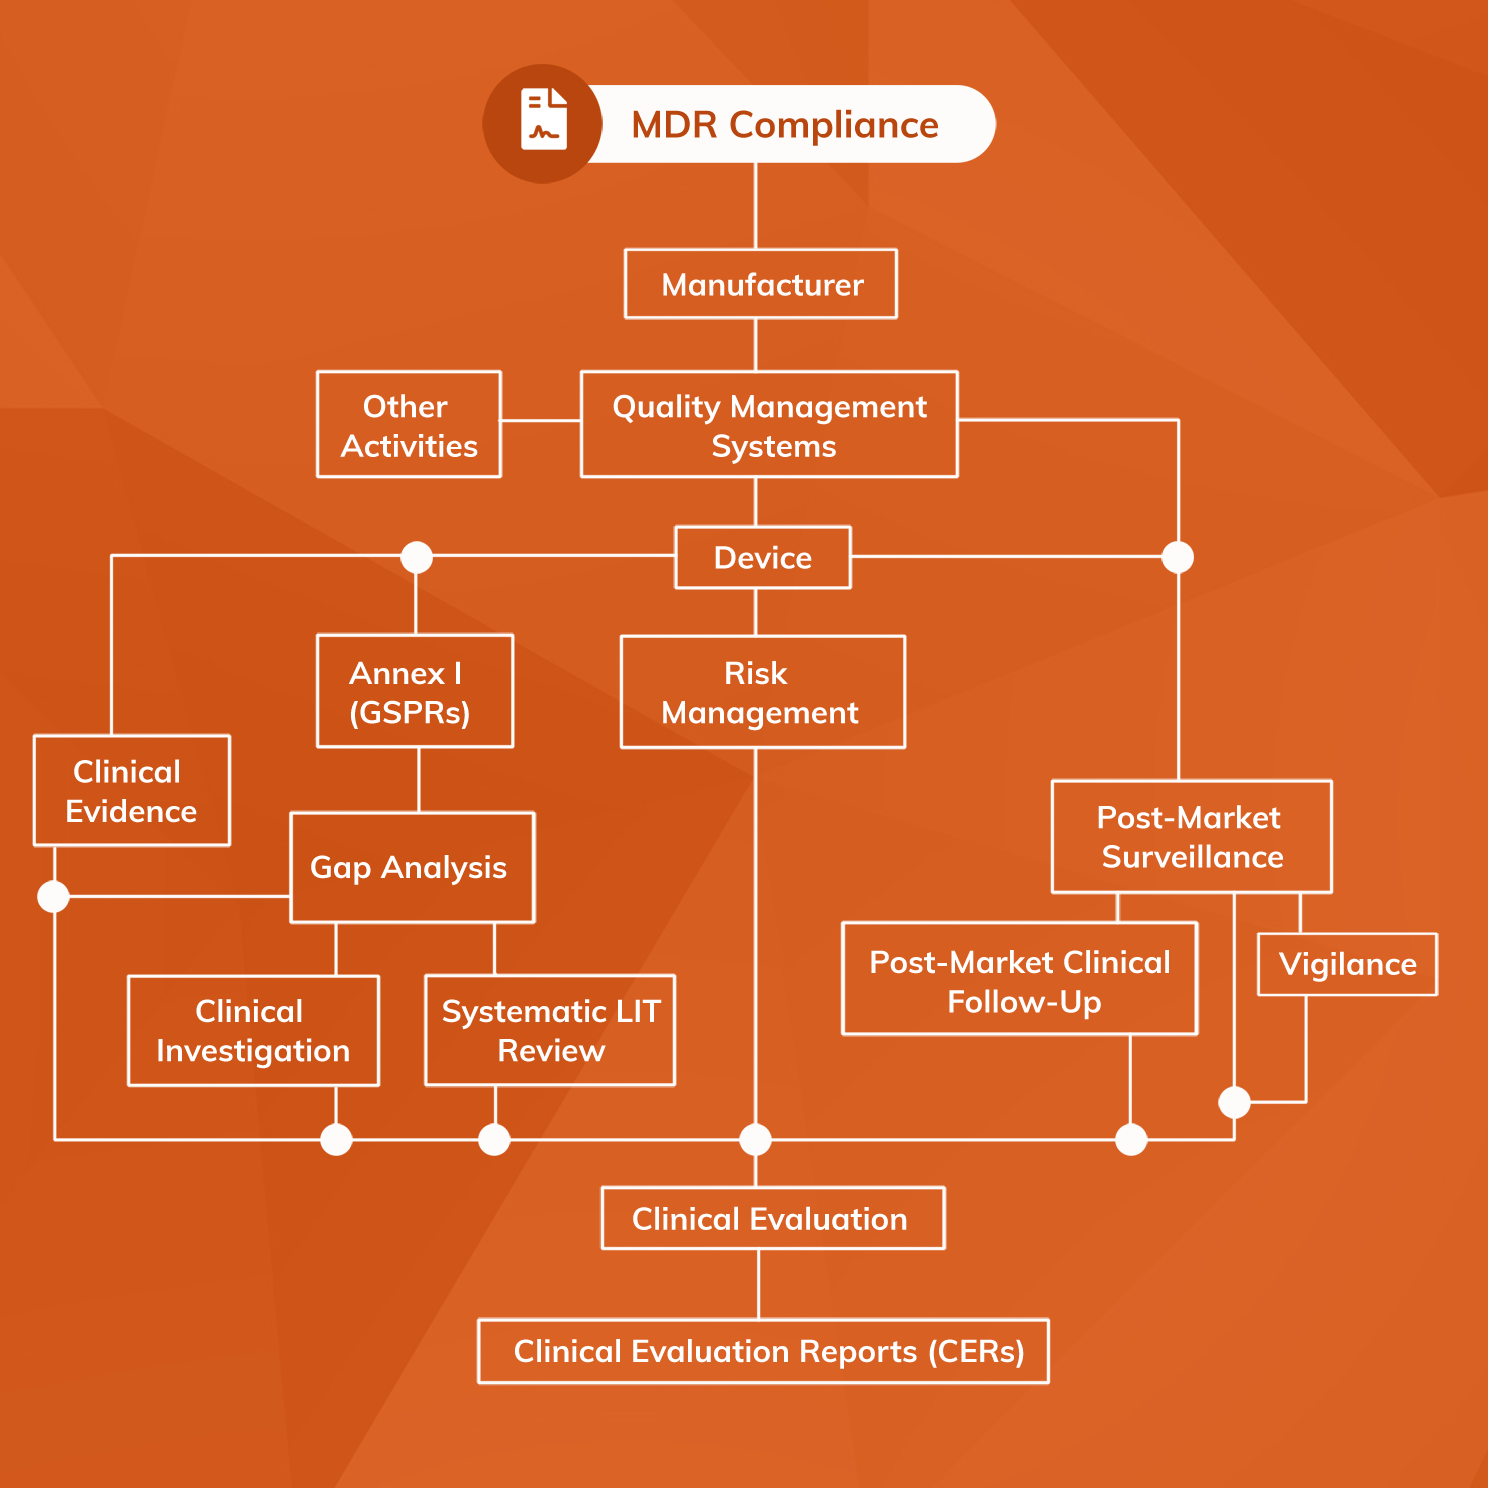 MDR Compliance
Manufacturer
Other
Activities
Quality Management
Systems
Device
Annex I
(GSPRs)
Risk
Management
Clinical
Evidence
Gap Analysis
Post-Market
Surveillance
Post-Market Clinical
Follow-Up
Vigilance
Clinical
Investigation
Systematic LIT
Review
Clinical Evaluation
Clinical Evaluation Reports (CERs)